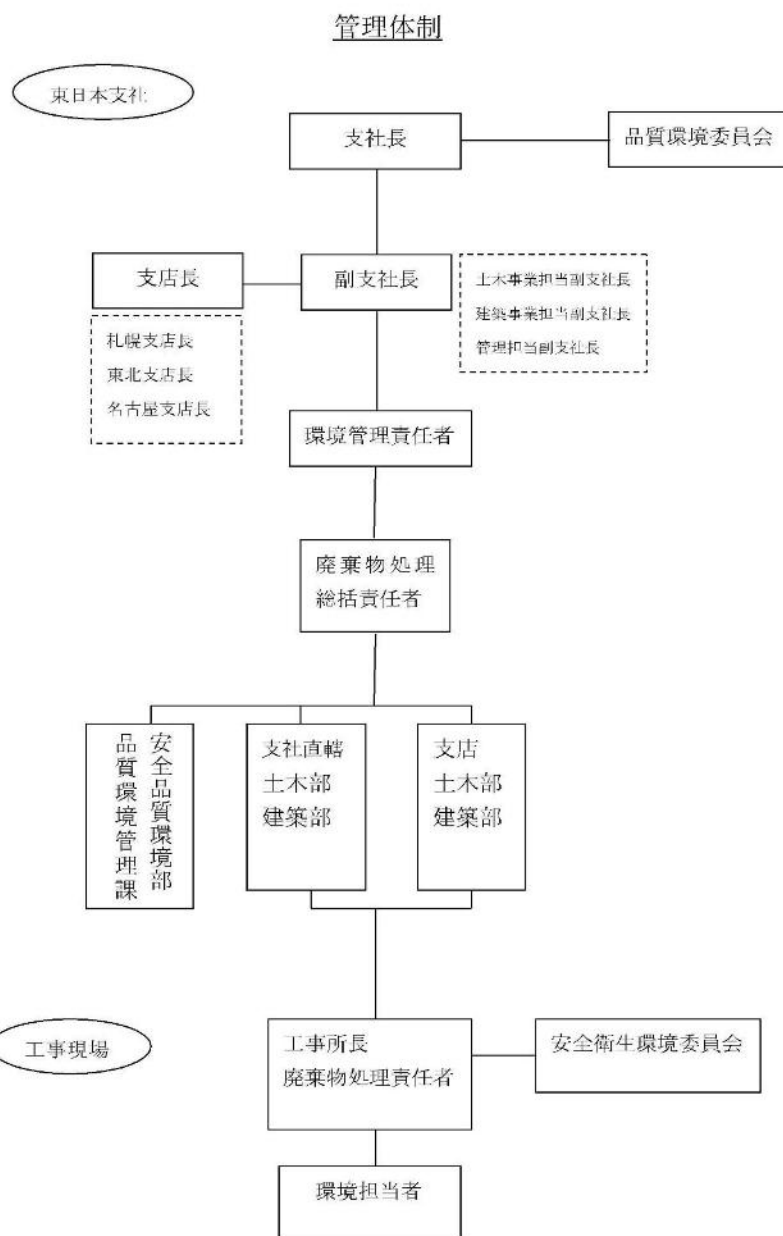 管理体制
東日本支社
支社長
品質環境委員会
支店長
副支社長
土木事業担当副支社長
建築事業担当副支社長
管理担当副支社長
札幌支店長
東北支店長
名古屋支店長
環境管理責任者
廃棄物処理
総括責任者
安全品質環境部
品質環境管理課
支社直轄
土木部
建築部
支店
土木部
建築部
工事現場
工事所長
廃棄物処理責任者
安全衛生環境委員会
環境担当者